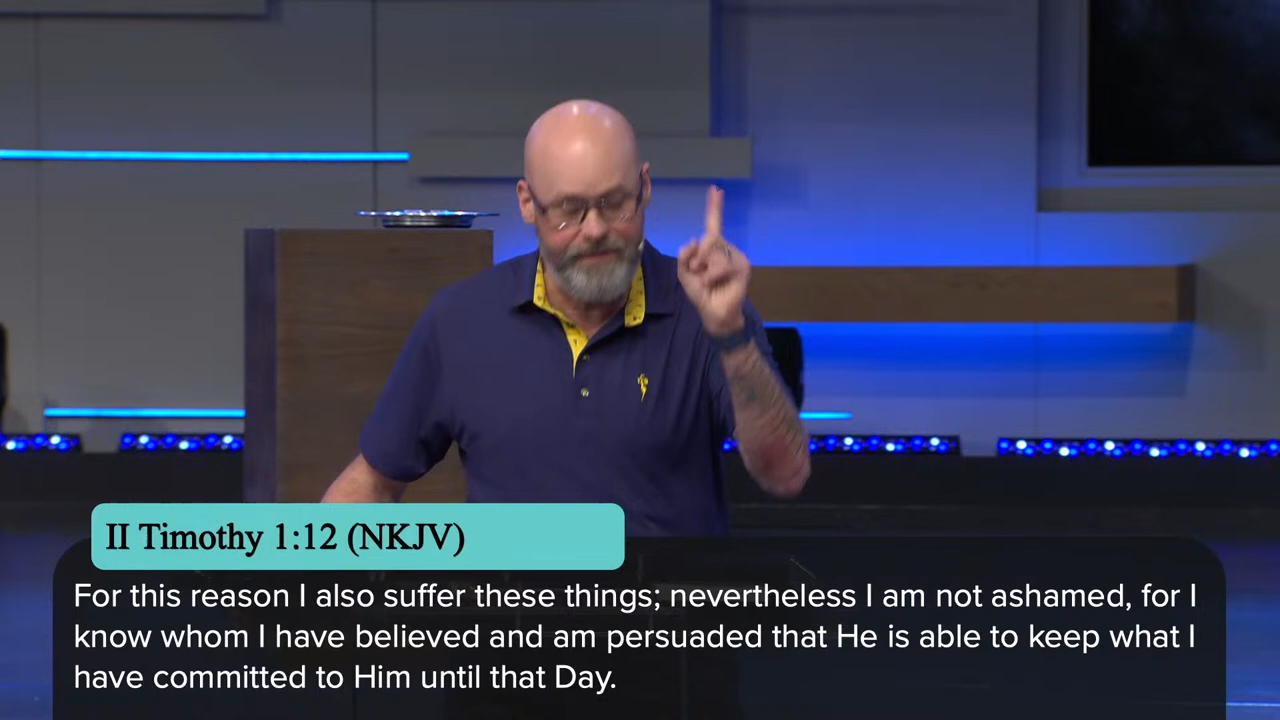 II Timothy 1:12 (NKJV)
For this reason I also suffer these things; nevertheless I am not ashamed, for I
know whom I have believed and am persuaded that He is able to keep what I
have committed to Him until that Day.